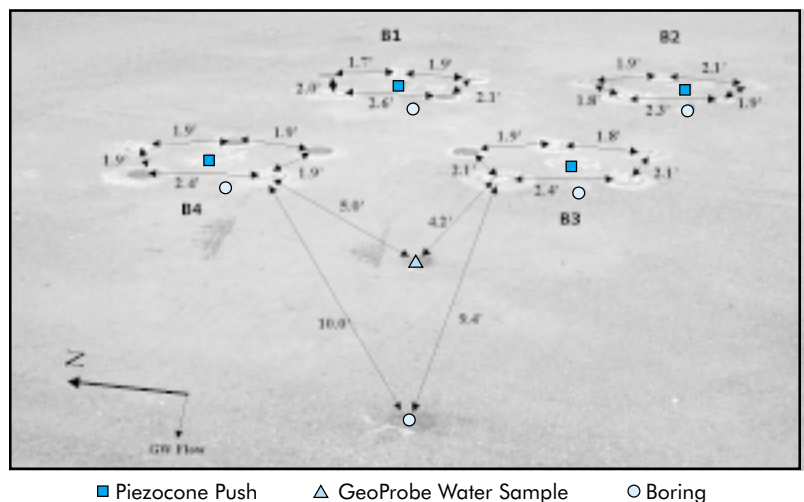 B1
B2
1.7' 1.9'
2.0' 2.6' 2.1'
1.9' 2.1'
1.8' 2.3' 1.9'
1.9' 1.9'
1.9' 2.4' 1.9'
1.9' 1.8'
2.1' 2.4' 2.1'
B4
B3
5.0' 4.2'
10.0' 9.4'
N
GW Flow
Piezocone Push GeoProbe Water Sample Boring